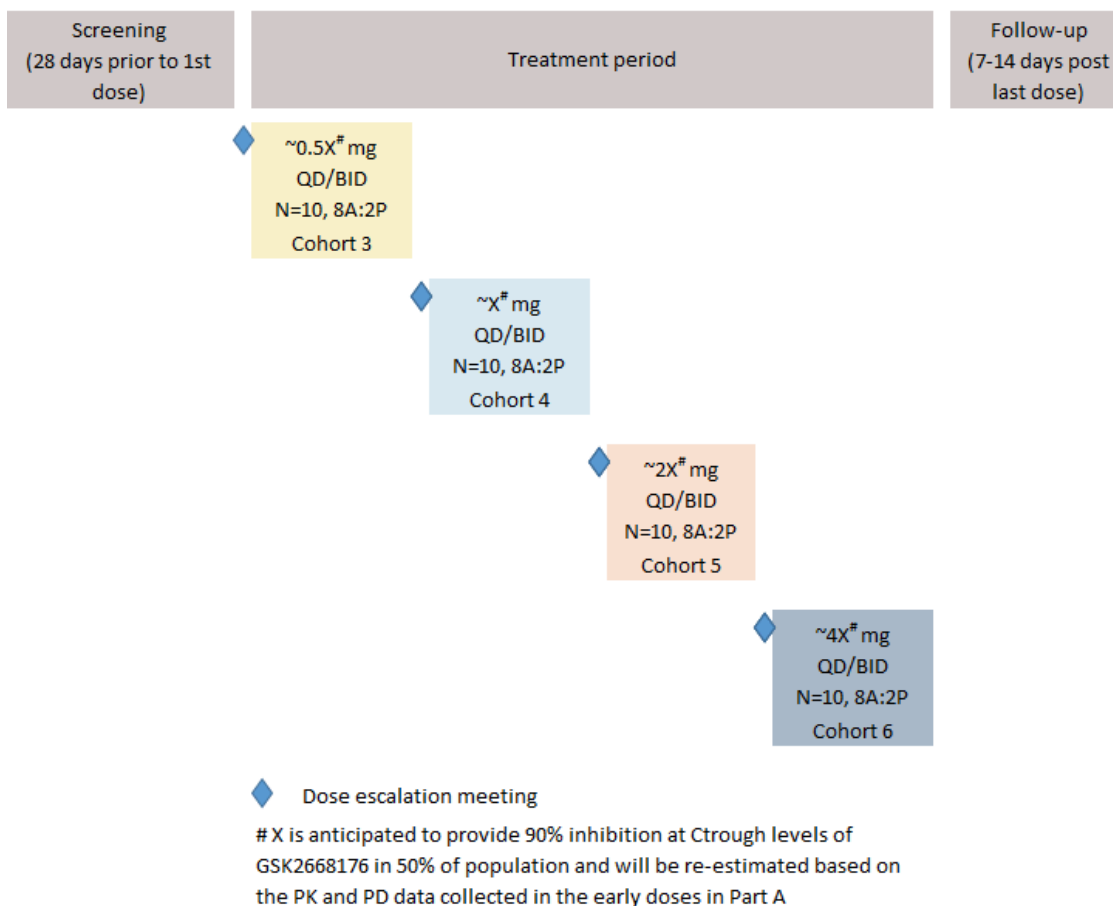 Screening
(28 days prior to 1st
dose)
Treatment period
Follow-up
(7-14 days post
last dose)
~0.5X# mg
QD/BID
N=10, 8A:2P
Cohort 3
~X# mg
QD/BID
N=10, 8A:2P
Cohort 4
~2X# mg
QD/BID
N=10, 8A:2P
Cohort 5
~4X# mg
QD/BID
N=10, 8A:2P
Cohort 6
Dose escalation meeting
# X is anticipated to provide 90% inhibition at Ctrough levels of
GSK2668176 in 50% of population and will be re-estimated based on
the PK and PD data collected in the early doses in Part A